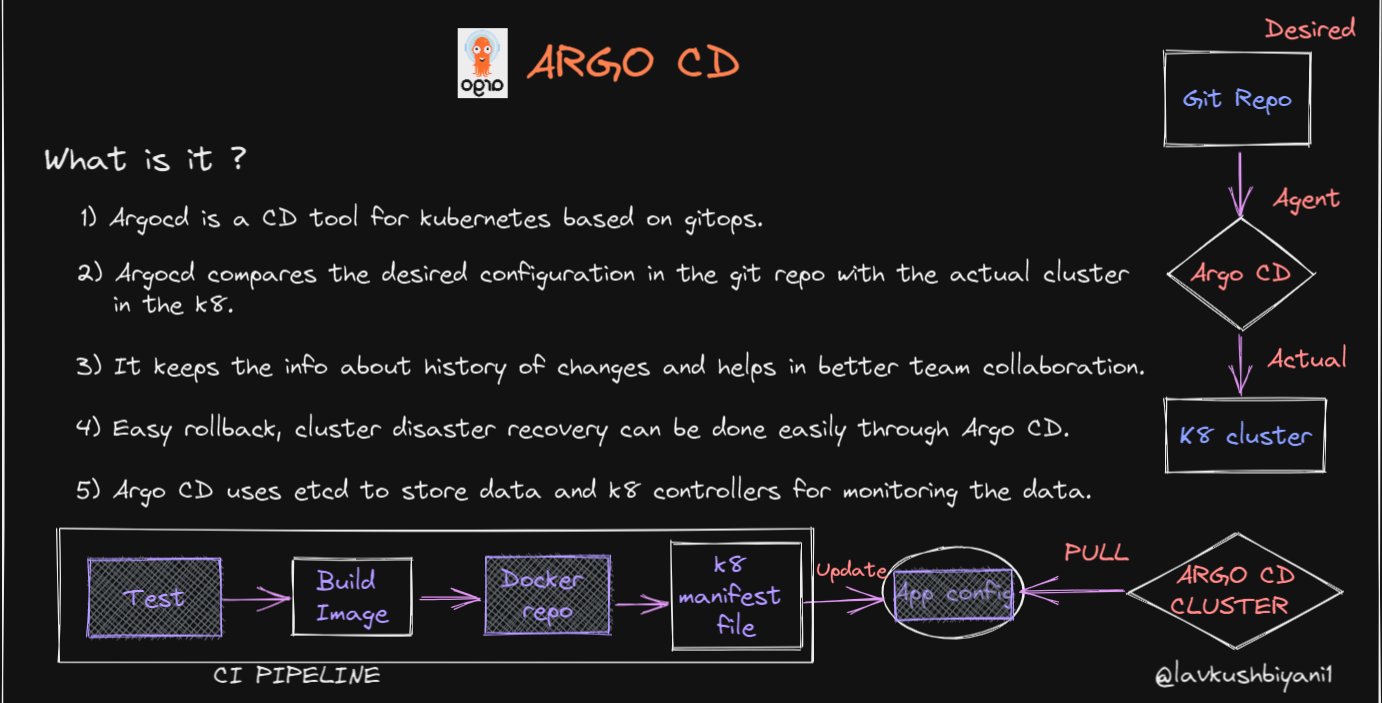 argo
ARGO CD
What is it ?
1) Argocd is a CD tool for kubernetes based on gitops.
2) Argocd compares the desired configuration in the git repo with the actual cluster
in the k8.
3) It keeps the info about history of changes and helps in better team collaboration.
4) Easy rollback, cluster disaster recovery can be done easily through Argo CD.
5) Argo CD uses etcd to store data and k8 controllers for monitoring the data.
Desired
Git Repo
Agent
Argo CD
Actual
K8 cluster
Test
Build
Image
Docker
repo
k8
manifest
file
CI PIPELINE
Update
App config
PULL
ARGO CD
CLUSTER
@lavkushbiyani1